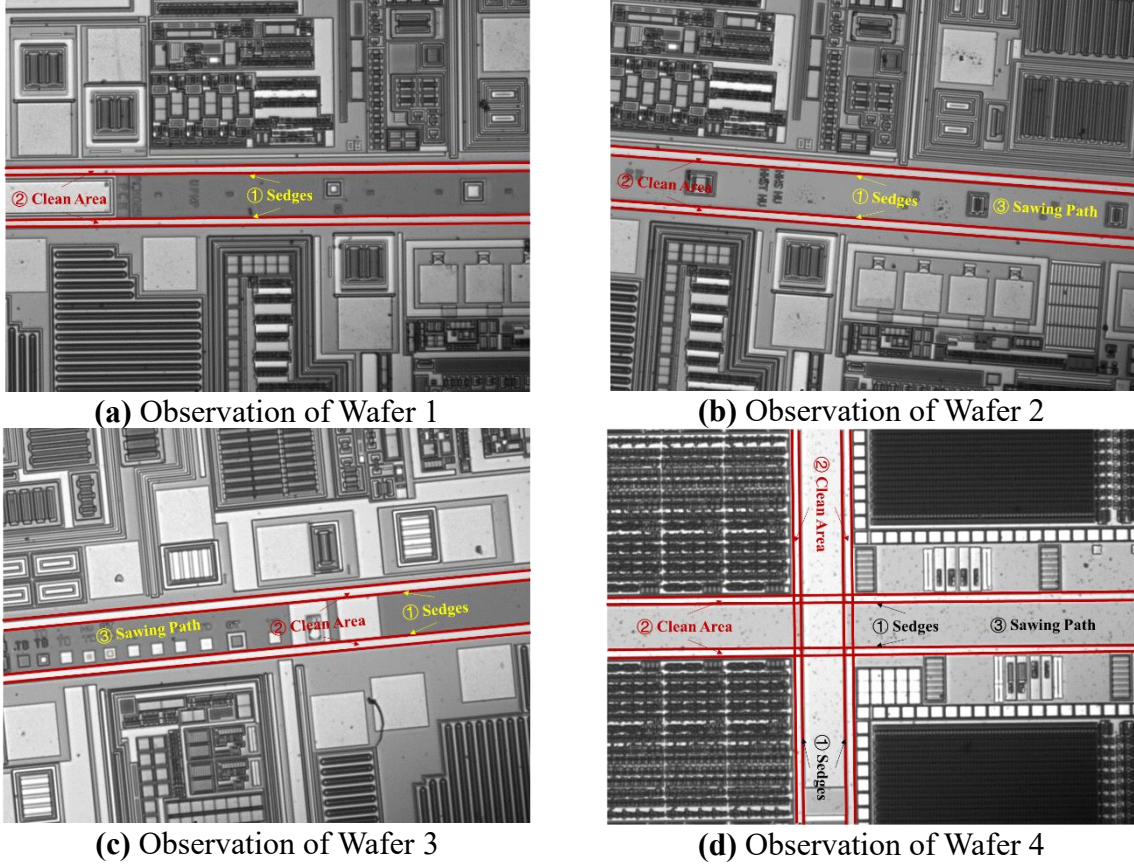 ② Clean Area
① Sedges
(a) Observation of Wafer 1
② Clean Area
① Sedges
③ Sawing Path
(b) Observation of Wafer 2
③ Sawing Path
② Clean Area
① Sedges
(c) Observation of Wafer 3
② Clean Area
② Clean Area
① Sedges
③ Sawing Path
① Sedges
(d) Observation of Wafer 4